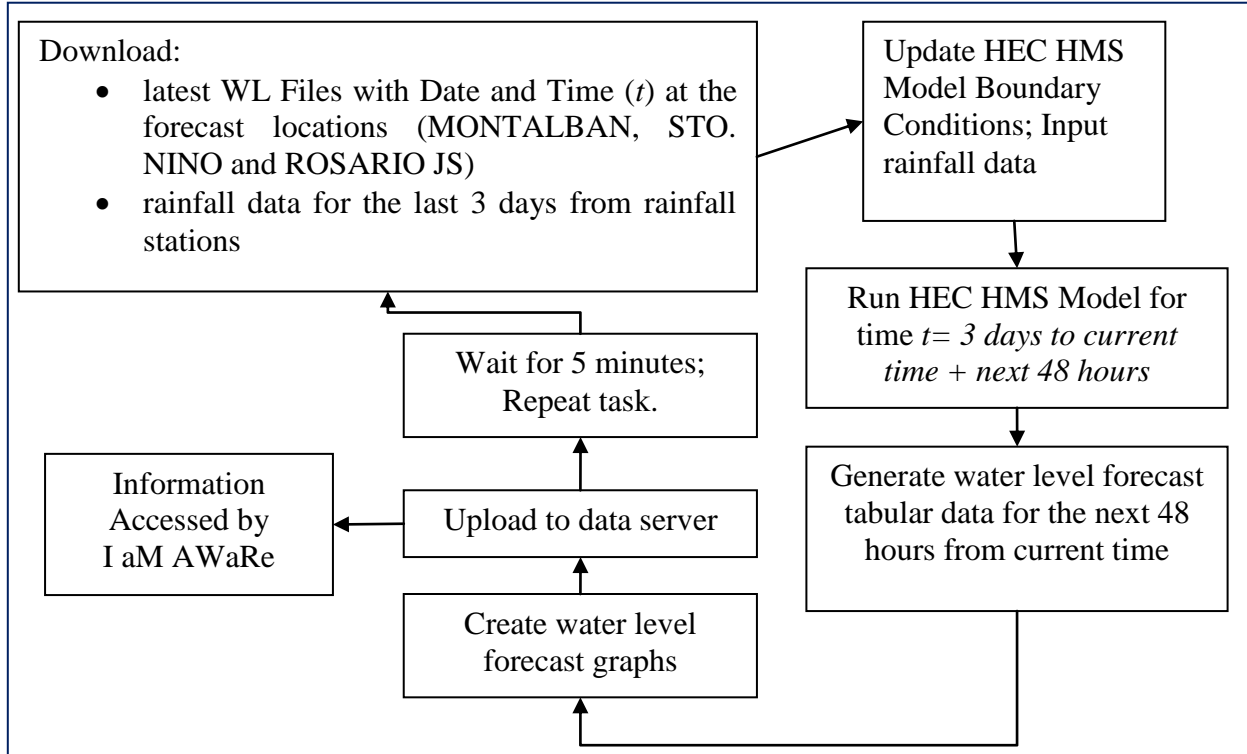 Download:
• latest WL Files with Date and Time (t) at the
forecast locations (MONTALBAN, STO.
NINO and ROSARIO JS)
• rainfall data for the last 3 days from rainfall
stations
Update HEC HMS
Model Boundary
Conditions; Input
rainfall data
Run HEC HMS Model for
time t= 3 days to current
time + next 48 hours
Generate water level forecast
tabular data for the next 48
hours from current time
Create water level
forecast graphs
Upload to data server
Information
Accessed by
I aM AWaRe
Wait for 5 minutes;
Repeat task.